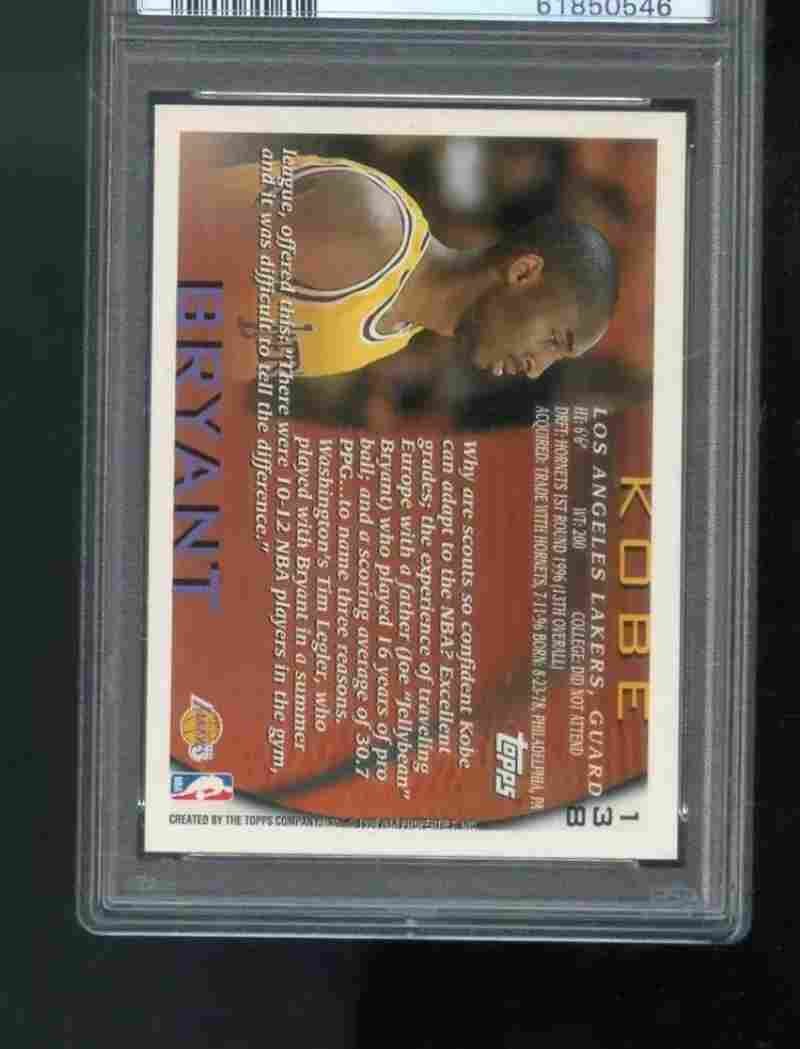 61850546
KOBE
138
LOS ANGELES LAKERS, GUARD
HT: 6'6" WT: 200 COLLEGE: DID NOT ATTEND
DRFT: HORNETS 1ST ROUND 1996 (13TH OVERALL)
ACQUIRED: TRADE WITH HORNETS, 7-11-96 BORN: 8-23-78, PHILADELPHIA, PA
Topps
Why are scouts so confident Kobe
can adapt to the NBA? Excellent
grades; the experience of traveling
Europe with a father (Joe "Jellybean"
Bryant) who played 16 years of pro
ball; and a scoring average of 30.7
PPG...to name three reasons.
Washington's Tim Legler, who
played with Bryant in a summer
league, offered this: "There were 10-12 NBA players in the gym,
and it was difficult to tell the difference."
BRYANT
LAKERS
NBA
CREATED BY THE TOPPS COMPANY